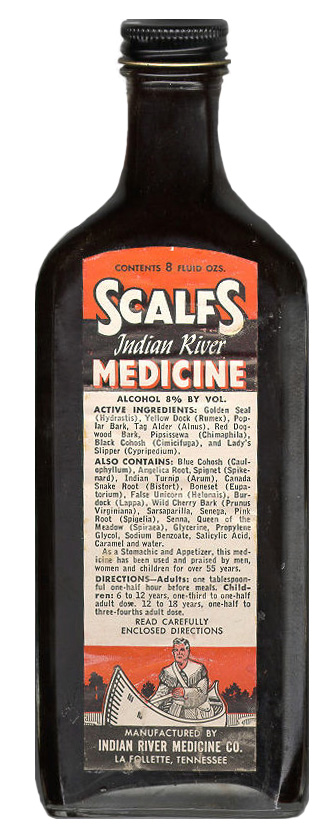 CONTENTS 8 FLUID OZS.
SCALFS
Indian River
MEDICINE
ALCOHOL 8% BY VOL.
ACTIVE INGREDIENTS: Golden Seal
(Hydrastis), Yellow Dock (Rumex), Pop-
lar Bark, Tag Alder (Alnus), Red Dog-
wood Bark, Pipsissewa (Chimaphila),
Black Cohosh (Cimicifuga), and Lady's
Slipper (Cypripedium).
ALSO CONTAINS: Blue Cohosh (Caul-
ophyllum), Angelica Root, Spignet (Spike-
nard), Indian Turnip (Arum), Canada
Snake Root (Bistort), Boneset (Eupa-
torium), False Unicorn (Helonais), Bur-
dock (Lappa), Wild Cherry Bark (Prunus
Virginiana), Sarsaparilla, Senega, Pink
Root (Spigelia), Senna, Queen of the
Meadow (Spiraea), Glycerine, Propylene
Glycol, Sodium Benzoate, Salicylic Acid,
Caramel and water.
As a Stomachic and Appetizer, this med-
icine has been used and praised by men,
women and children for over 55 years.
DIRECTIONS—Adults: one tablespoon-
ful one-half hour before meals. Chil-
dren: 6 to 12 years, one-third to one-half
adult dose. 12 to 18 years, one-half to
three-fourths adult dose.
READ CAREFULLY
ENCLOSED DIRECTIONS
MANUFACTURED BY
INDIAN RIVER MEDICINE CO.
LA FOLLETTE, TENNESSEE